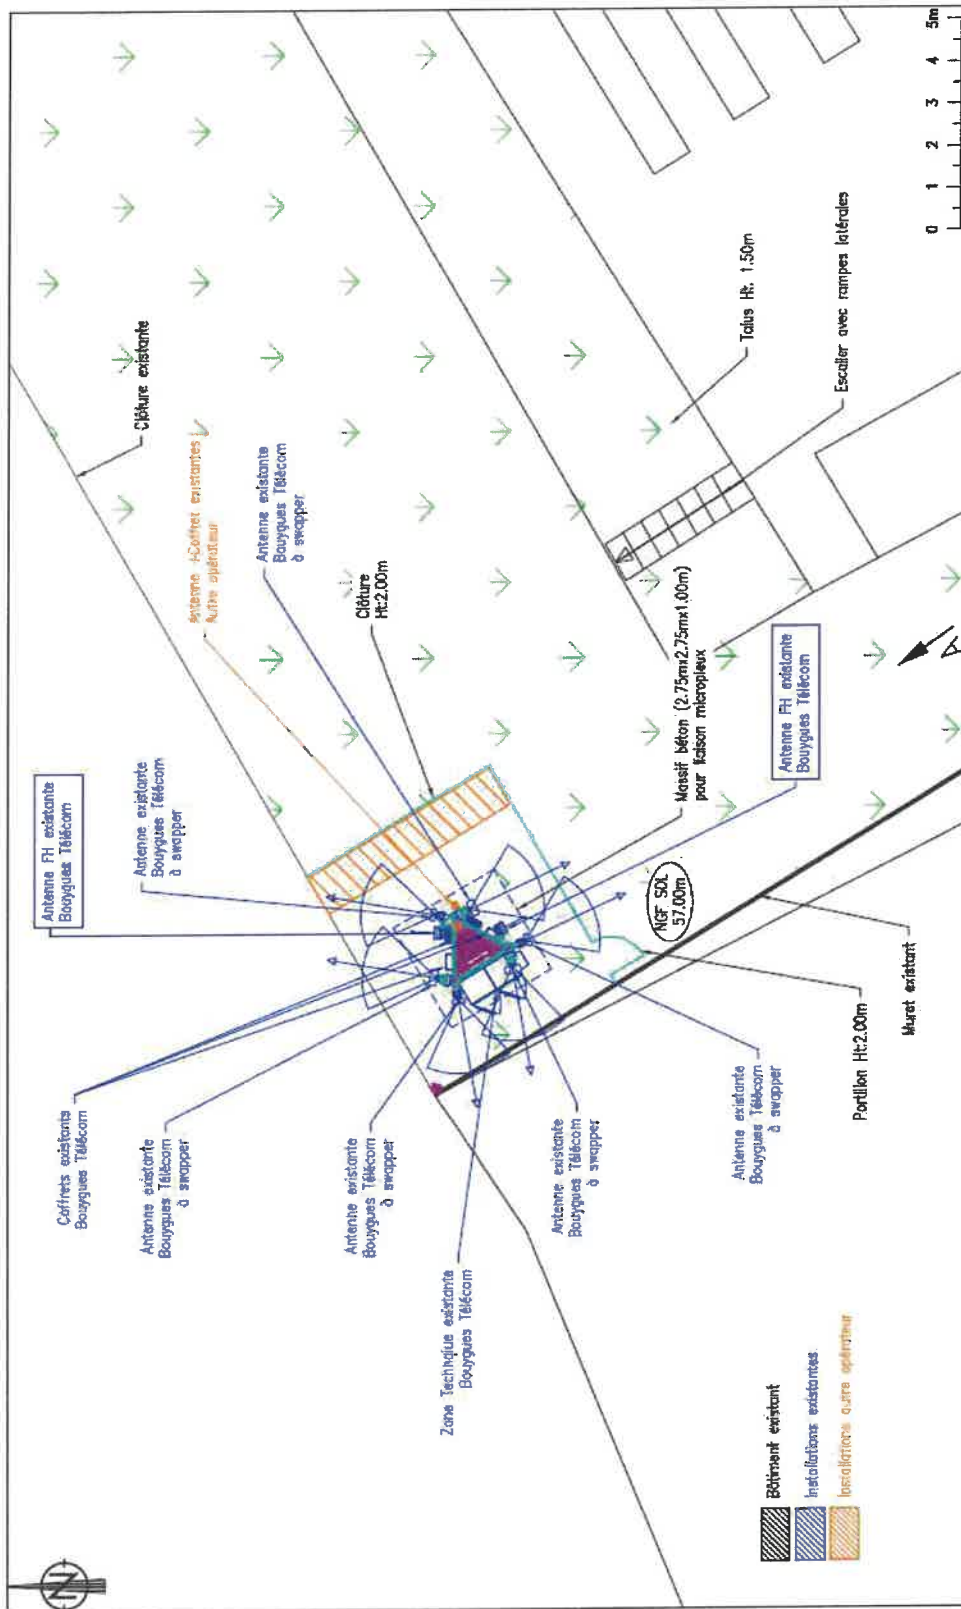 Clôture existante
Antenne +Coffret existantes
Autre opérateur
Antenne existante
Bouygues Télécom
à swapper
Clôture
Ht:2.00m
Antenne FH existante
Bouygues Télécom
Antenne existante
Bouygues Télécom
à swapper
Coffrets existants
Bouygues Télécom
Antenne existante
Bouygues Télécom
à swapper
Antenne existante
Bouygues Télécom
à swapper
Zone Technique existante
Bouygues Télécom
Antenne existante
Bouygues Télécom
à swapper
Antenne existante
Bouygues Télécom
à swapper
Portillon Ht:2.00m
Muret existant
NGF SOL
57.00m
Massif béton (2.75mx2.75mx1.00m)
pour liaison micropieux
Antenne FH existante
Bouygues Télécom
Talus Ht. 1.50m
Escalier avec rampes latérales
A
N
Bâtiment existant
Installations existantes
Installations autre opérateur
0 1 2 3 4 5m